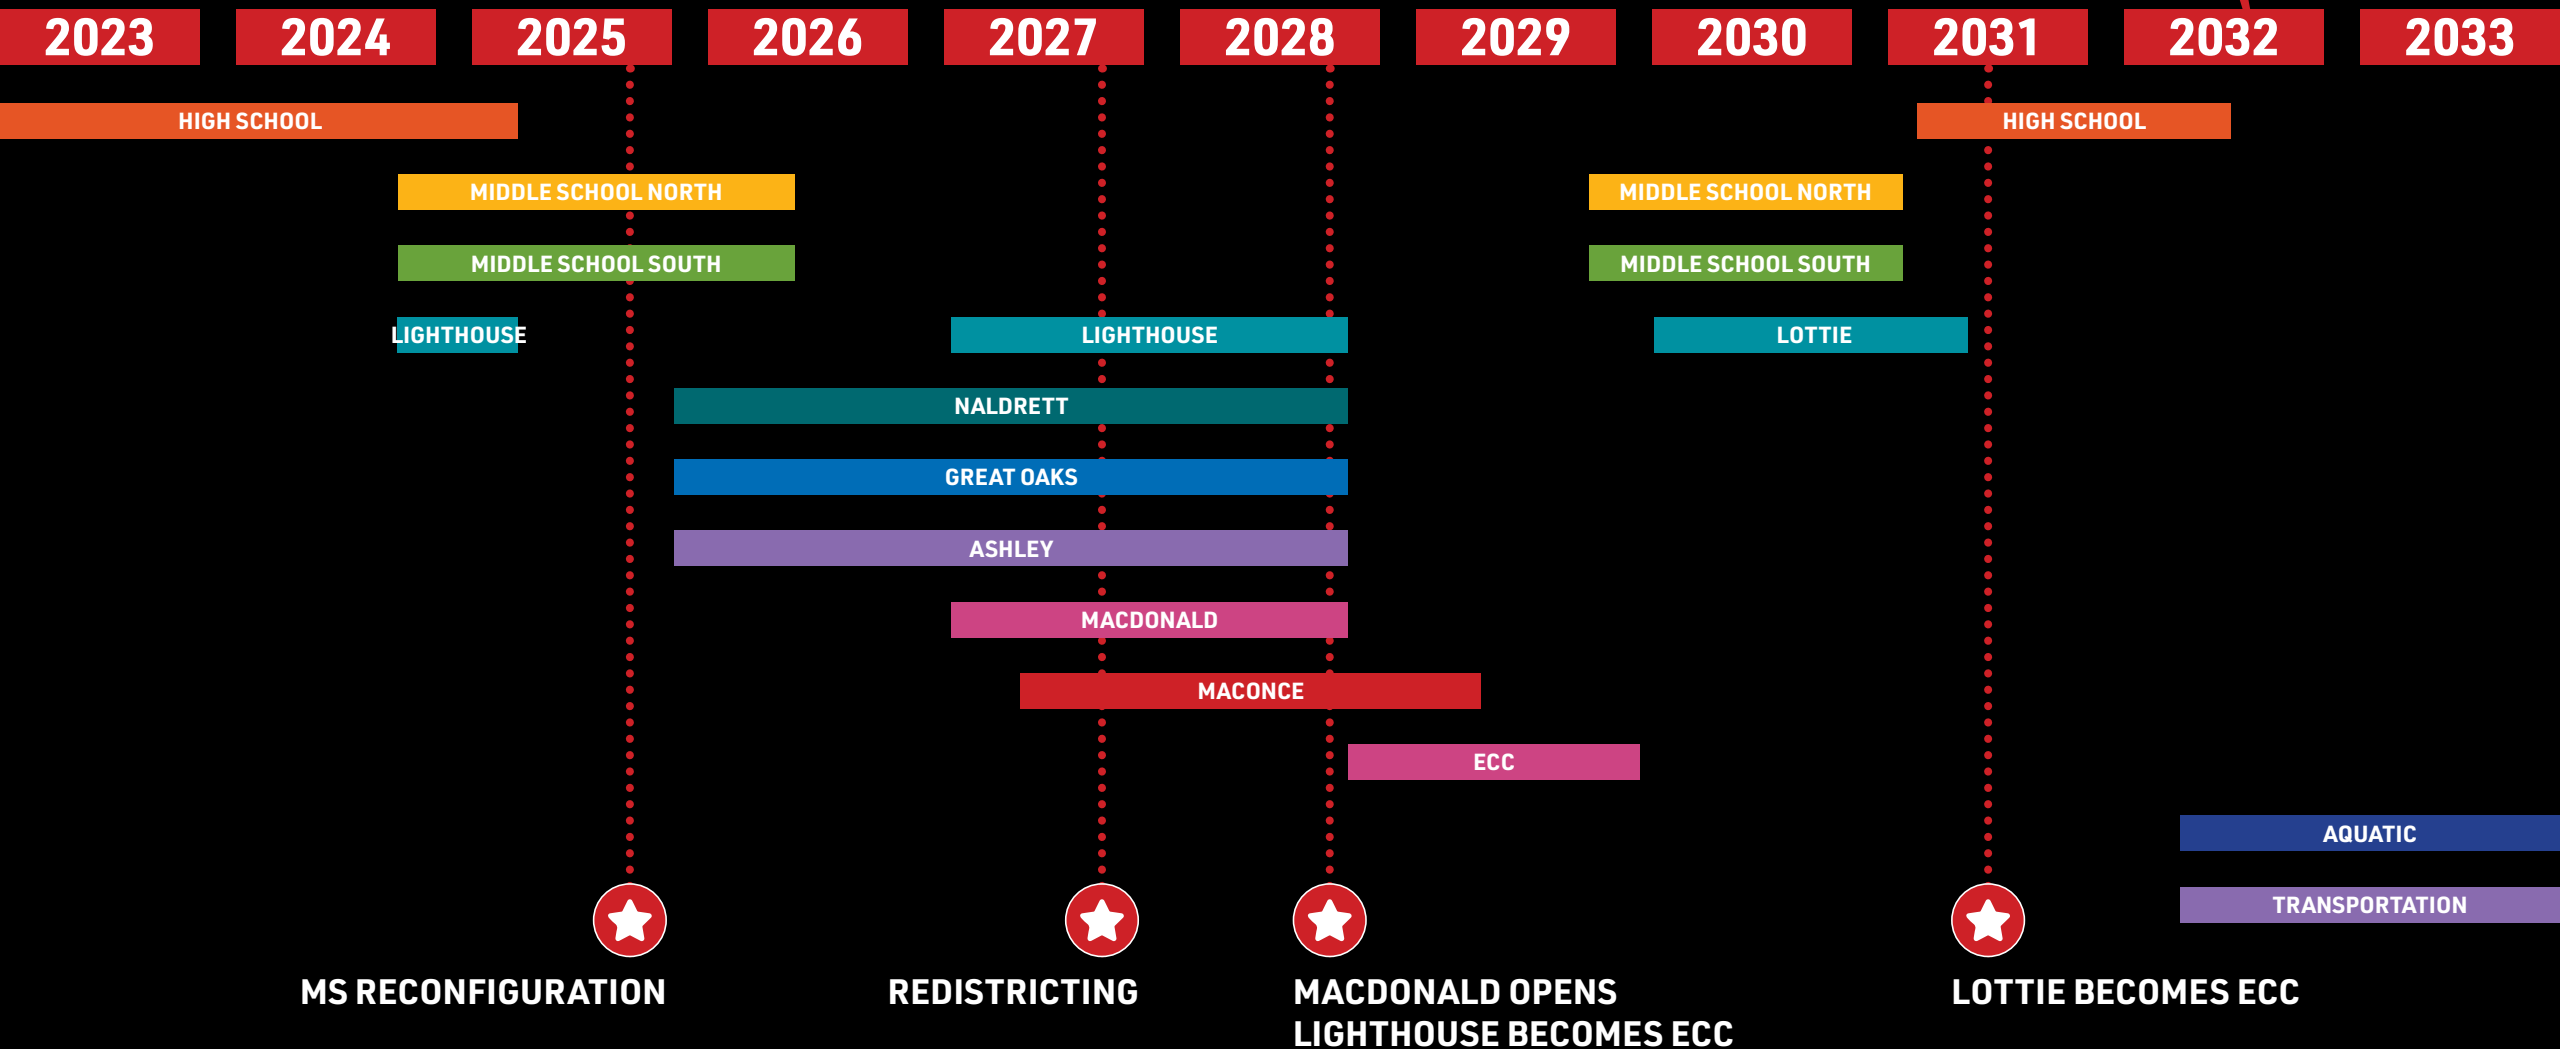 2023 2024 2025 2026 2027 2028 2029 2030 2031 2032 2033
HIGH SCHOOL HIGH SCHOOL
MIDDLE SCHOOL NORTH MIDDLE SCHOOL NORTH
MIDDLE SCHOOL SOUTH MIDDLE SCHOOL SOUTH
LIGHTHOUSE LIGHTHOUSE LOTTIE
NALDRETT
GREAT OAKS
ASHLEY
MACDONALD
MACONCE
ECC
AQUATIC
TRANSPORTATION
MS RECONFIGURATION
REDISTRICTING
MACDONALD OPENS
LIGHTHOUSE BECOMES ECC
LOTTIE BECOMES ECC